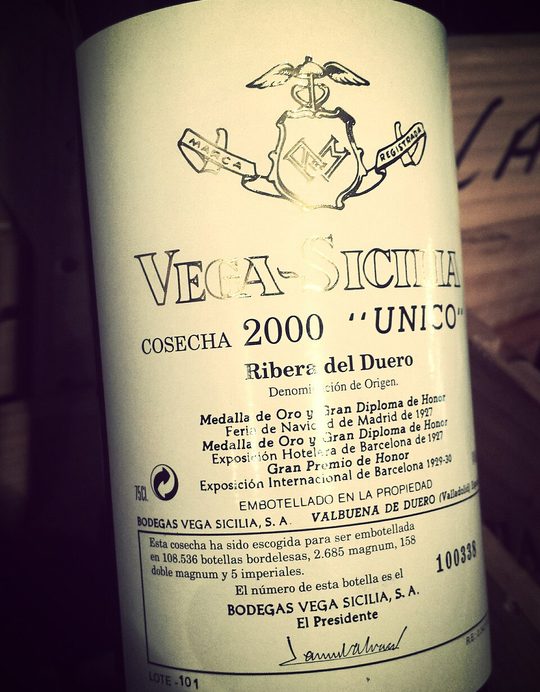 MARCA REGISTRADA
VEGA-SICILIA
COSECHA 2000 "UNICO"
Ribera del Duero
Denominación de Origen.
Medalla de Oro y Gran Diploma de Honor
Feria de Navidad de Madrid de 1927
Medalla de Oro y Gran Diploma de Honor
Exposición Hotelera de Barcelona de 1927
Gran Premio de Honor
Exposición Internacional de Barcelona 1929-30
75CL
EMBOTELLADO EN LA PROPIEDAD
BODEGAS VEGA SICILIA, S. A. VALBUENA DE DUERO (Valladolid)
Esta cosecha ha sido escogida para ser embotellada
en 108.536 botellas bordelesas, 2.685 magnum, 158
doble magnum y 5 imperiales.
El número de esta botella es el 100338
BODEGAS VEGA SICILIA, S. A.
El Presidente
LOTE -101